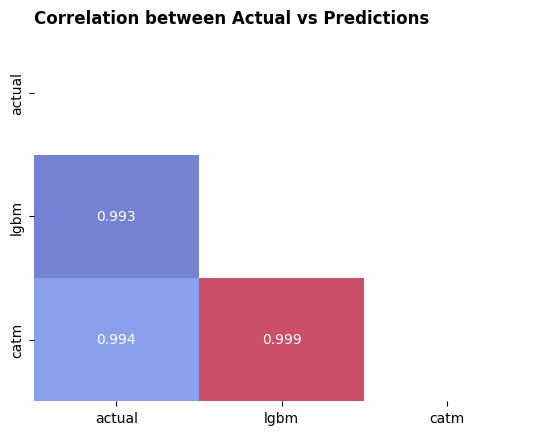 Correlation between Actual vs Predictions
actual
lgbm
0.993
catm
0.994 0.999
actual lgbm catm